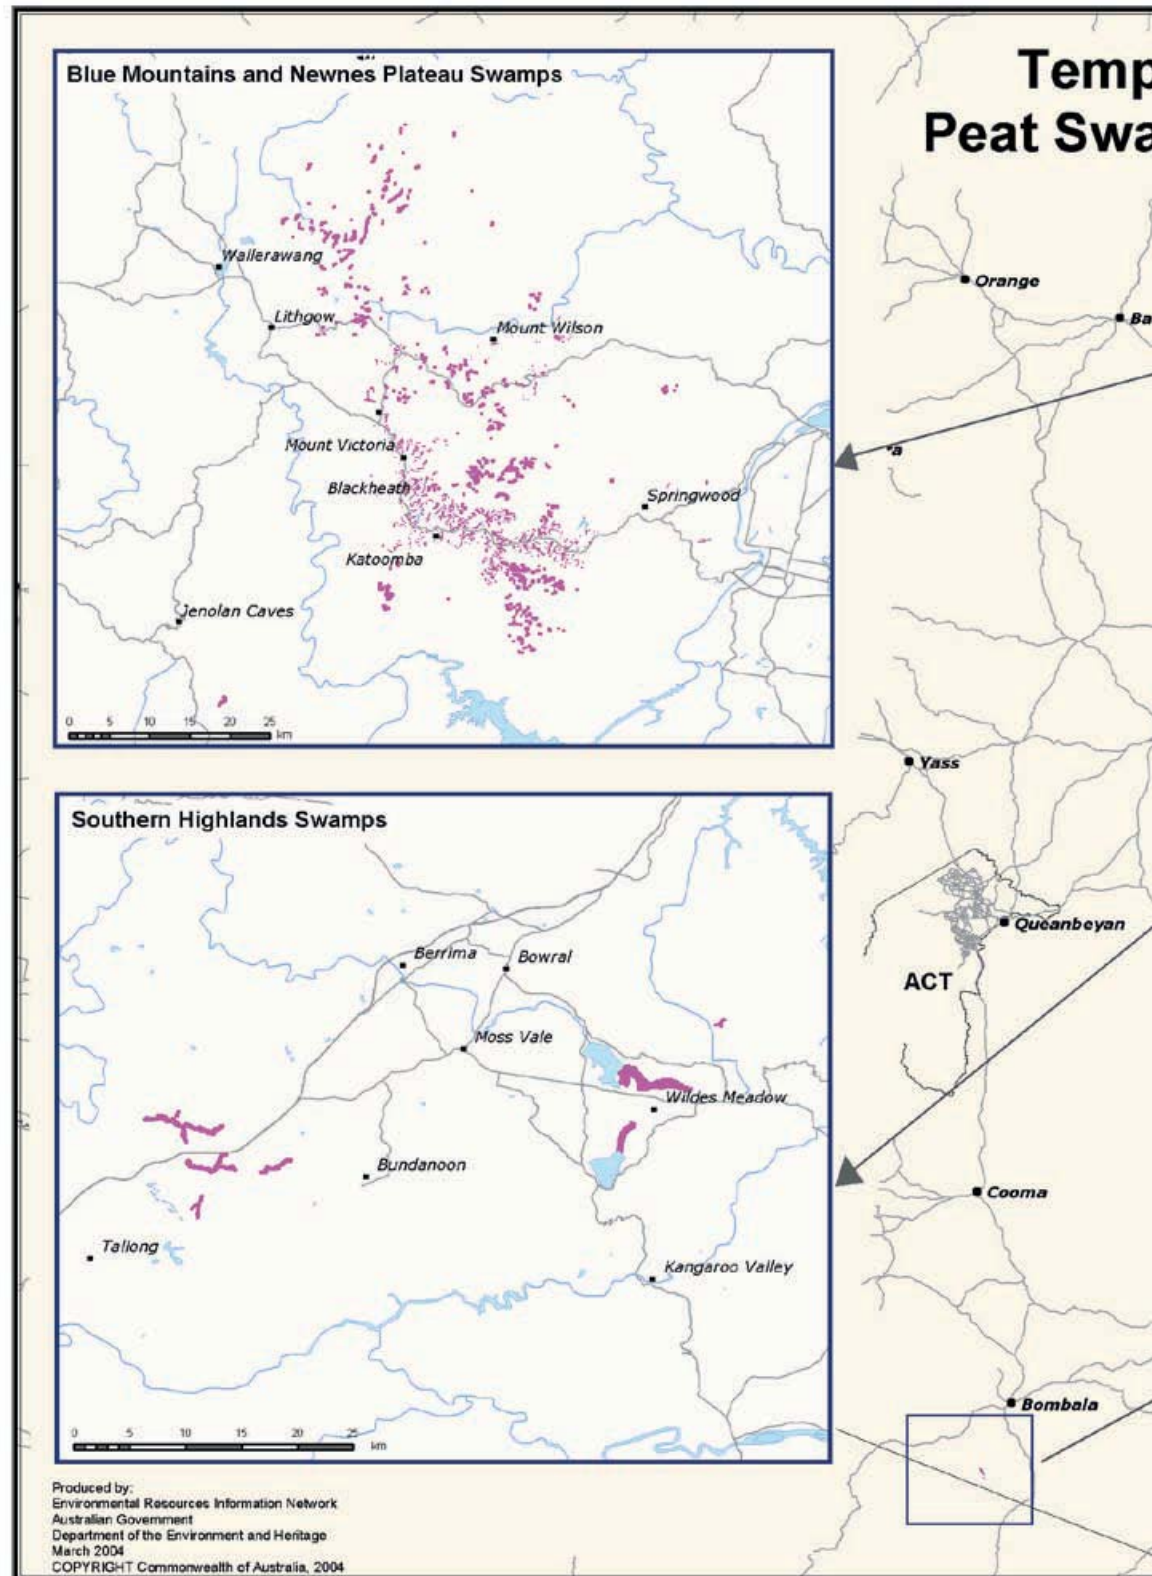 Blue Mountains and Newnes Plateau Swamps
Wallerawang
Lithgow
Mount Wilson
Mount Victoria
Blackheath
Springwood
Katoomba
Jenolan Caves
0 5 10 15 20 25 km
Temp
Peat Swa
Orange
Ba
a
Yass
Queanbeyan
ACT
Cooma
Bombala
Southern Highlands Swamps
Berrima
Bowral
Moss Vale
Wildes Meadow
Bundanoon
Tallong
Kangaroo Valley
0 5 10 15 20 25 km
Produced by:
Environmental Resources Information Network
Australian Government
Department of the Environment and Heritage
March 2004
COPYRIGHT Commonwealth of Australia, 2004